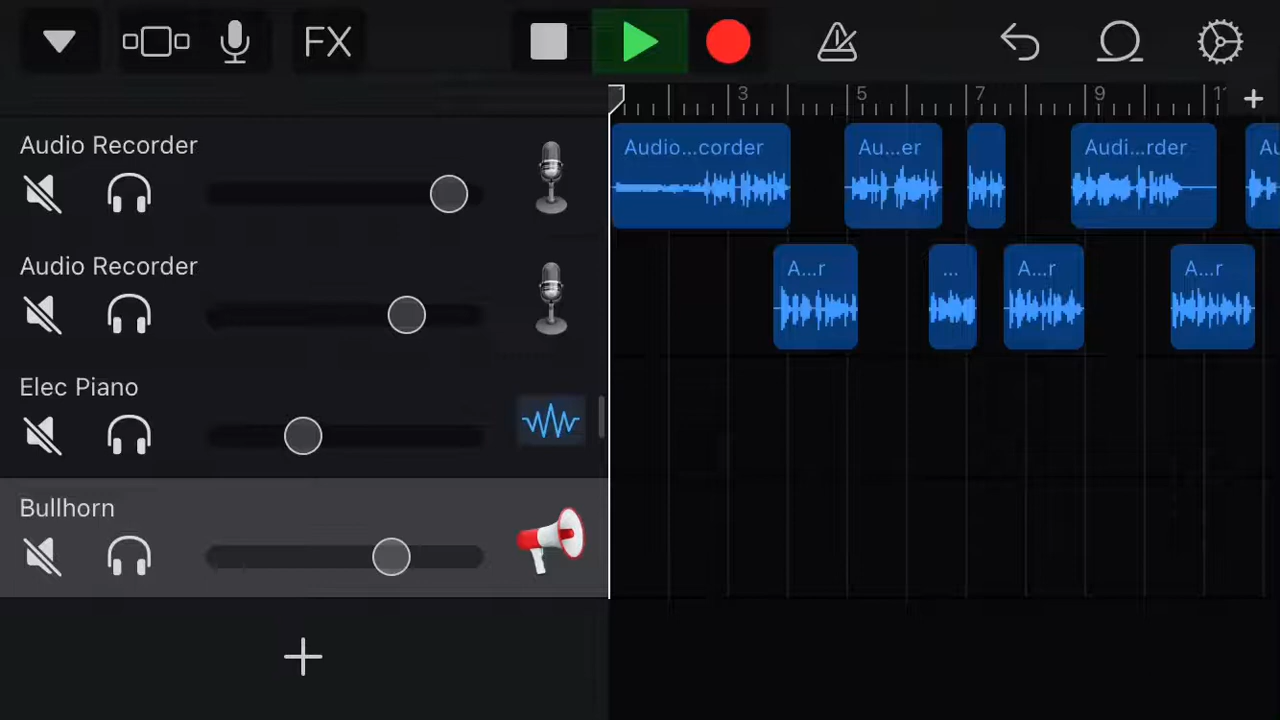 FX
3 5 7 9 11
Audio Recorder
Audio...corder Au...er Audi...rder Au
Audio Recorder
A...r ... A...r A...r
Elec Piano
Bullhorn